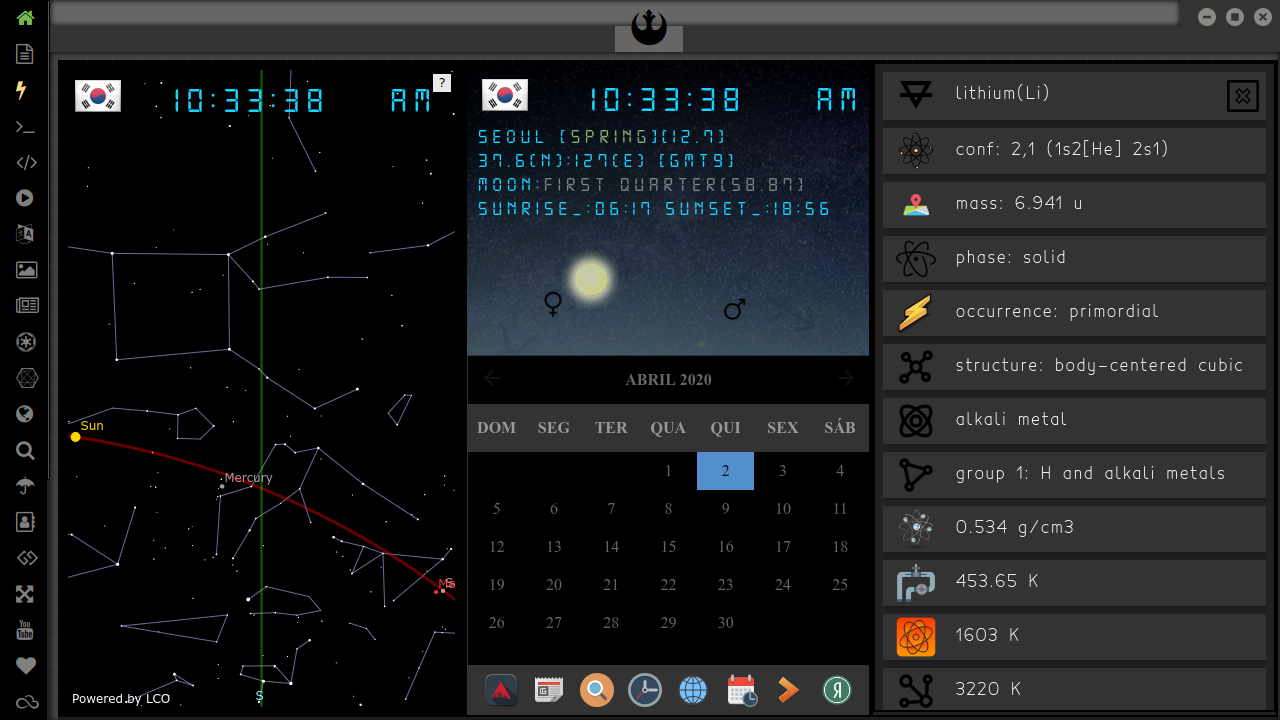 10:33:38 AM
?
Sun
Mercury
S
Powered by LCO
10:33:38 AM
SEOUL [SPRING][12.7]
37.6(N):127(E) [GMT9]
MOON:FIRST QUARTER[58.87]
SUNRISE_:06:17 SUNSET_:18:56
ABRIL 2020
DOM SEG TER QUA QUI SEX SÁB
1 2 3 4
5 6 7 8 9 10 11
12 13 14 15 16 17 18
19 20 21 22 23 24 25
26 27 28 29 30
lithium(Li)
conf: 2,1 (1s2[He] 2s1)
mass: 6.941 u
phase: solid
occurrence: primordial
structure: body-centered cubic
alkali metal
group 1: H and alkali metals
0.534 g/cm3
453.65 K
1603 K
3220 K
You
Tube
Я